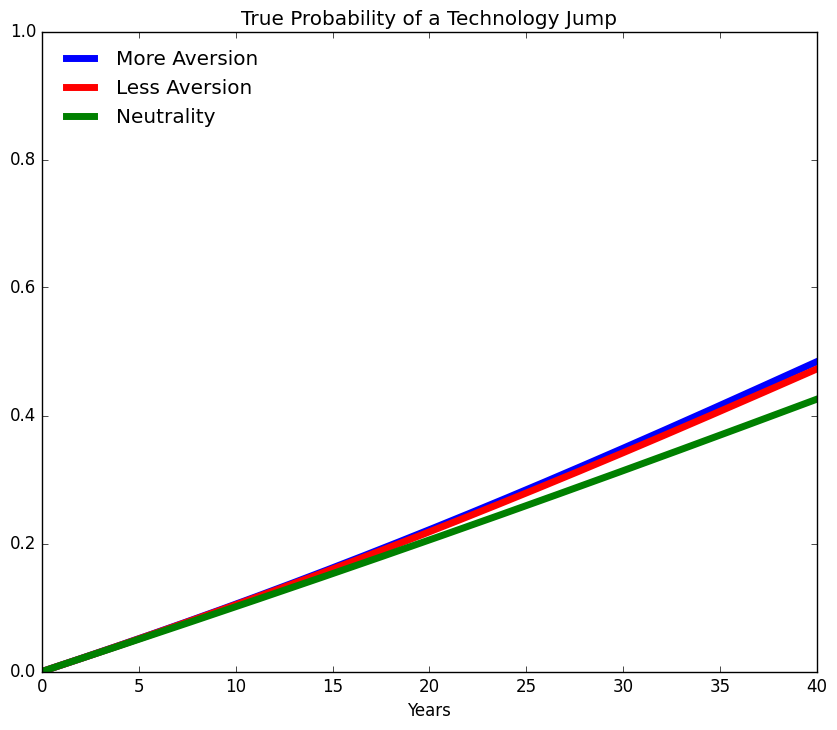 True Probability of a Technology Jump
1.0
More Aversion
Less Aversion
Neutrality
0.8
0.6
0.4
0.2
0.0
0 5 10 15 20 25 30 35 40
Years